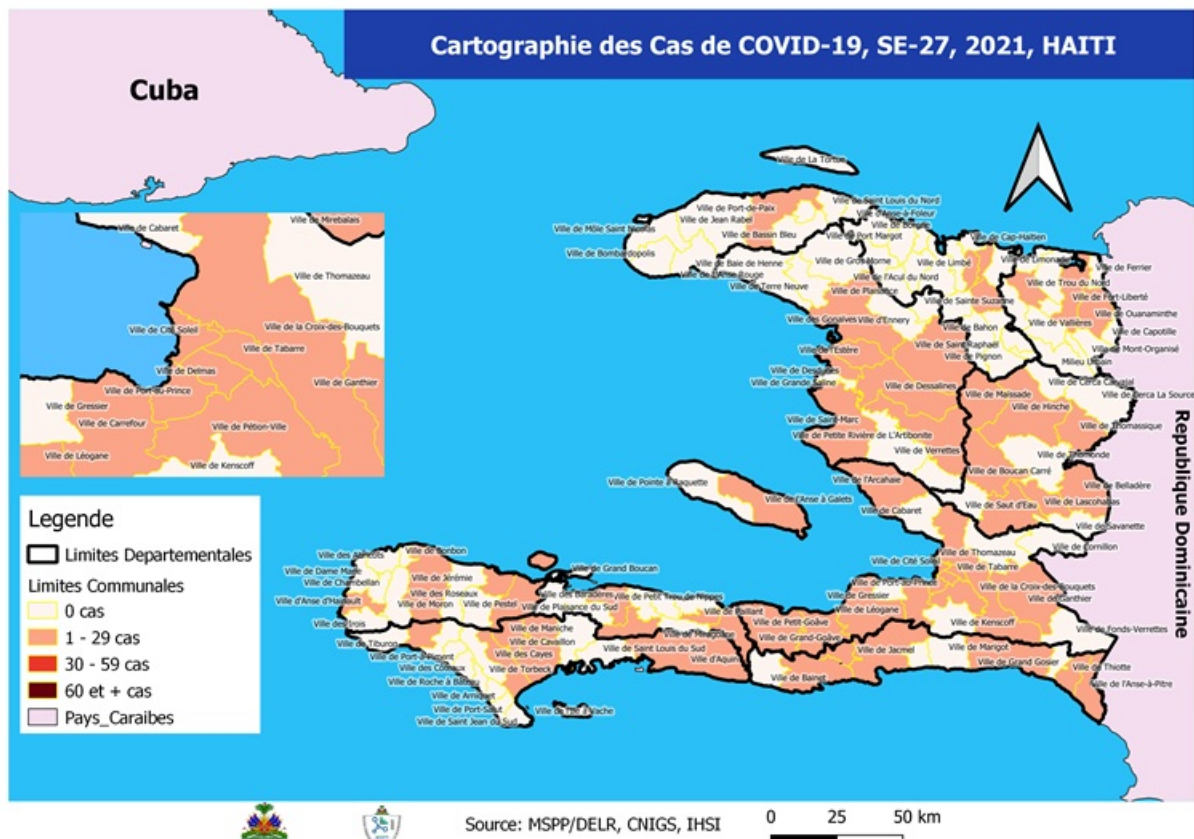 Cartographie des Cas de COVID-19, SE-27, 2021, HAITI
Cuba
Ville de La Tortue
Ville de Saint Louis du Nord
Ville de Port-de-Paix
Ville d'Anse-à-Foleur
Ville de Jean Rabel
Ville de Môle Saint Nicolas
Ville de Bassin Bleu
Ville de Port Margot
Ville de Cap-Haïtien
Ville de Bombardopolis
Ville de Baie de Henne
Ville de Gros Morne
Ville de Limbé
Ville de Limonade
Ville de Ferrier
Ville de l'Acul du Nord
Ville de Trou du Nord
Ville de Terre Neuve
Ville de Plaisance
Ville de Fort-Liberté
Ville de Sainte Suzanne
Ville de Ouanaminthe
Ville des Gonaïves
Ville d'Ennery
Ville de Bahon
Ville de Vallières
Ville de Capotille
Ville de Saint Raphaël
Ville de Mont-Organisé
Ville de l'Estère
Ville de Pignon
Milieu Urbain
Ville de Desdunes
Ville de Grande Saline
Ville de Dessalines
Ville de Maissade
Ville de Cerca Carvajal
Ville de Cerca La Source
Ville de Hinche
Ville de Saint-Marc
Ville de Thomassique
Ville de Petite Rivière de L'Artibonite
Ville de Verrettes
Ville de Thomonde
Ville de Boucan Carré
Ville de Pointe à Raquette
Ville de l'Arcahaie
Ville de Belladère
Ville de l'Anse à Galets
Ville de Lascohabas
Ville de Cabaret
Ville de Saut d'Eau
Ville de Savanette
Ville de Cornillon
Ville de Thomazeau
Ville de Cité Soleil
Ville de Tabarre
Ville de Port-au-Prince
Ville de la Croix-des-Bouquets
Ville de Gressier
Ville de Ganthier
Ville de Léogane
Ville de Kenscoff
Ville de Fonds-Verrettes
Ville des Abricots
Ville de Bonbon
Ville de Dame Marie
Ville de Grand Boucan
Ville de Chambellan
Ville de Jérémie
Ville des Roseaux
Ville des Baradères
Ville de Petit Trou de Nippes
Ville d'Anse d'Hainault
Ville de Moron
Ville de Pestel
Ville de Plaisance du Sud
Ville de Paillant
Ville de Petit-Goâve
Ville des Irois
Ville de Maniche
Ville de Miragoâne
Ville de Grand-Goâve
Ville de Tiburon
Ville de Cavaillon
Ville de Saint Louis du Sud
Ville de Jacmel
Ville de Marigot
Ville de Port-à-Piment
Ville des Cayes
Ville d'Aquin
Ville de Grand Gosier
Ville de Thiotte
Ville des Coteaux
Ville de Torbeck
Ville de Bainet
Ville de l'Anse-à-Pitre
Ville de Roche à Bateau
Ville de Arniquet
Ville de Port-Salut
Ville de l'Ile à Vache
Ville de Saint Jean du Sud
Republique Dominicaine
Ville de Cabaret
Ville de Mirebalais
Ville de Thomazeau
Ville de Cité Soleil
Ville de la Croix-des-Bouquets
Ville de Tabarre
Ville de Delmas
Ville de Port-au-Prince
Ville de Ganthier
Ville de Gressier
Ville de Carrefour
Ville de Pétion-Ville
Ville de Léogane
Ville de Kenscoff
Legende
Limites Departementales
Limites Communales
0 cas
1 - 29 cas
30 - 59 cas
60 et + cas
Pays_Caraibes
Source: MSPP/DELR, CNIGS, IHSI
0 25 50 km